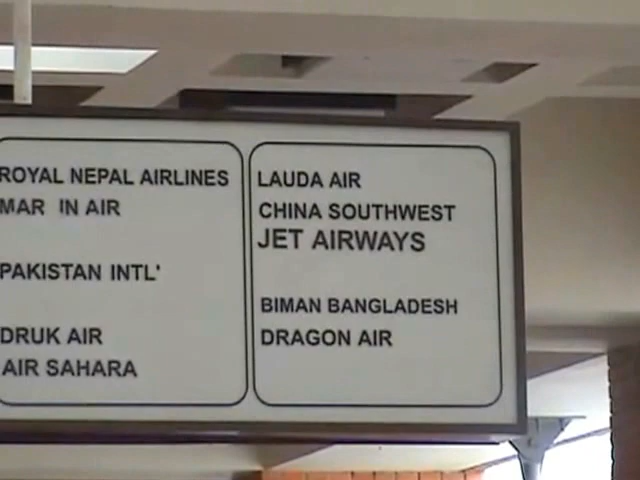 ROYAL NEPAL AIRLINES
MAR IN AIR
PAKISTAN INTL'
DRUK AIR
AIR SAHARA
LAUDA AIR
CHINA SOUTHWEST
JET AIRWAYS
BIMAN BANGLADESH
DRAGON AIR